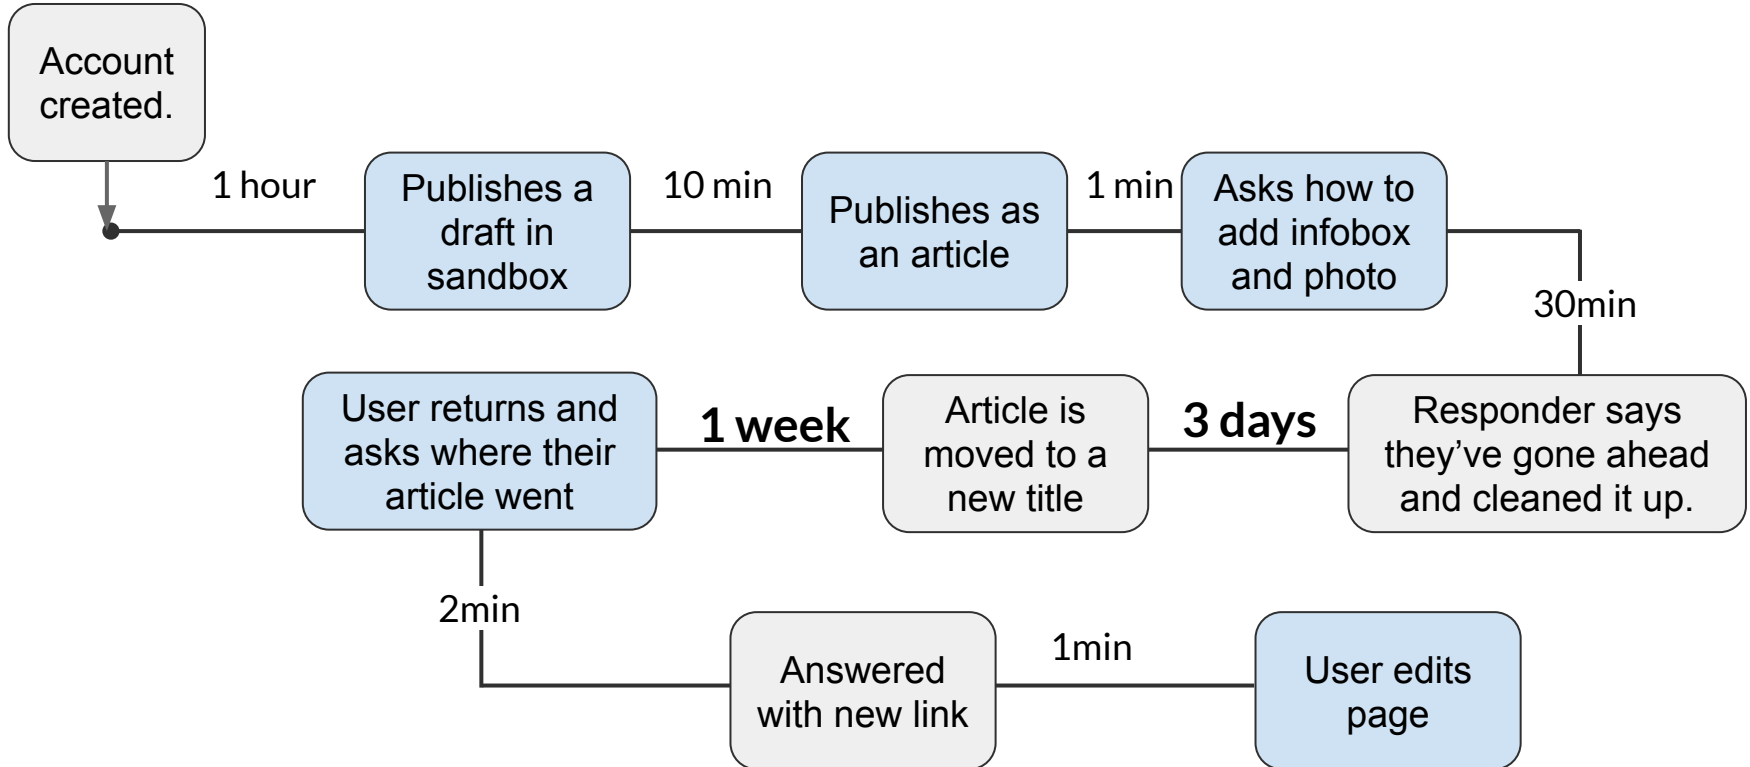 Account
created.
1 hour
Publishes a
draft in
sandbox
10 min
Publishes as
an article
1 min
Asks how to
add infobox
and photo
30min
Responder says
they’ve gone ahead
and cleaned it up.
3 days
Article is
moved to a
new title
1 week
User returns and
asks where their
article went
2min
Answered
with new link
1min
User edits
page